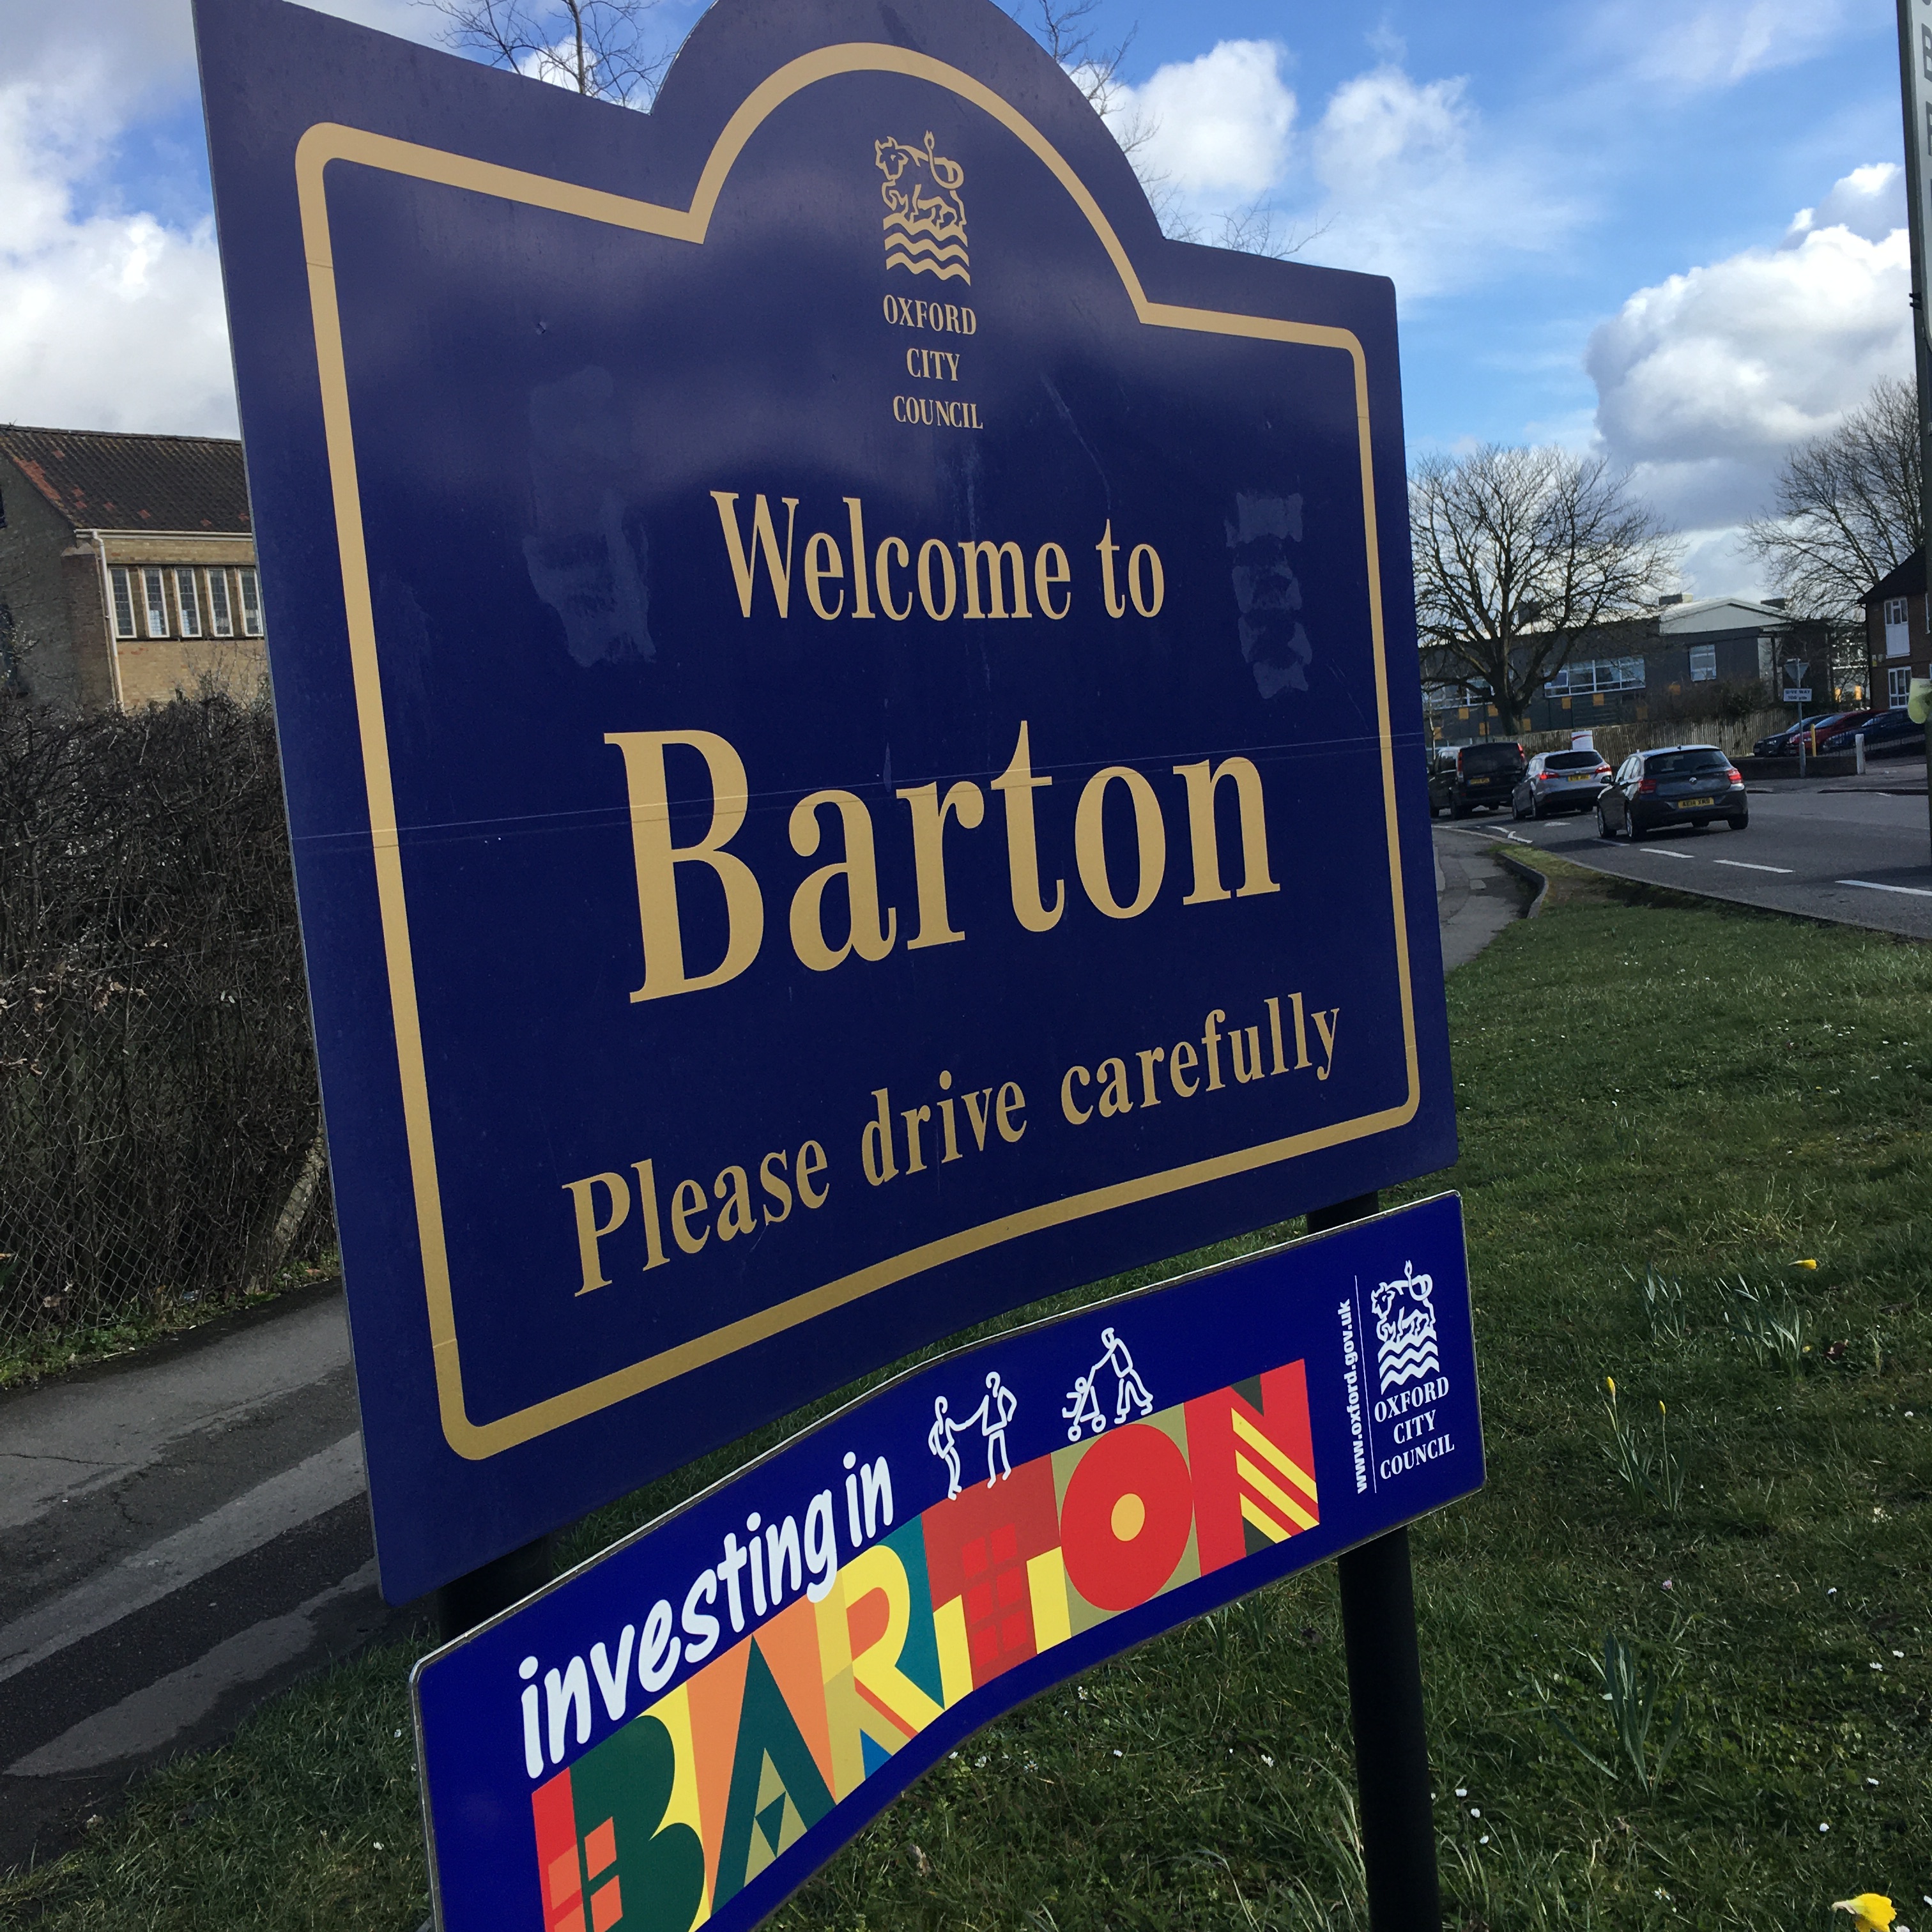 OXFORD
CITY
COUNCIL
Welcome to
Barton
Please drive carefully
investing in
BARTON
www.oxford.gov.uk
OXFORD
CITY
COUNCIL